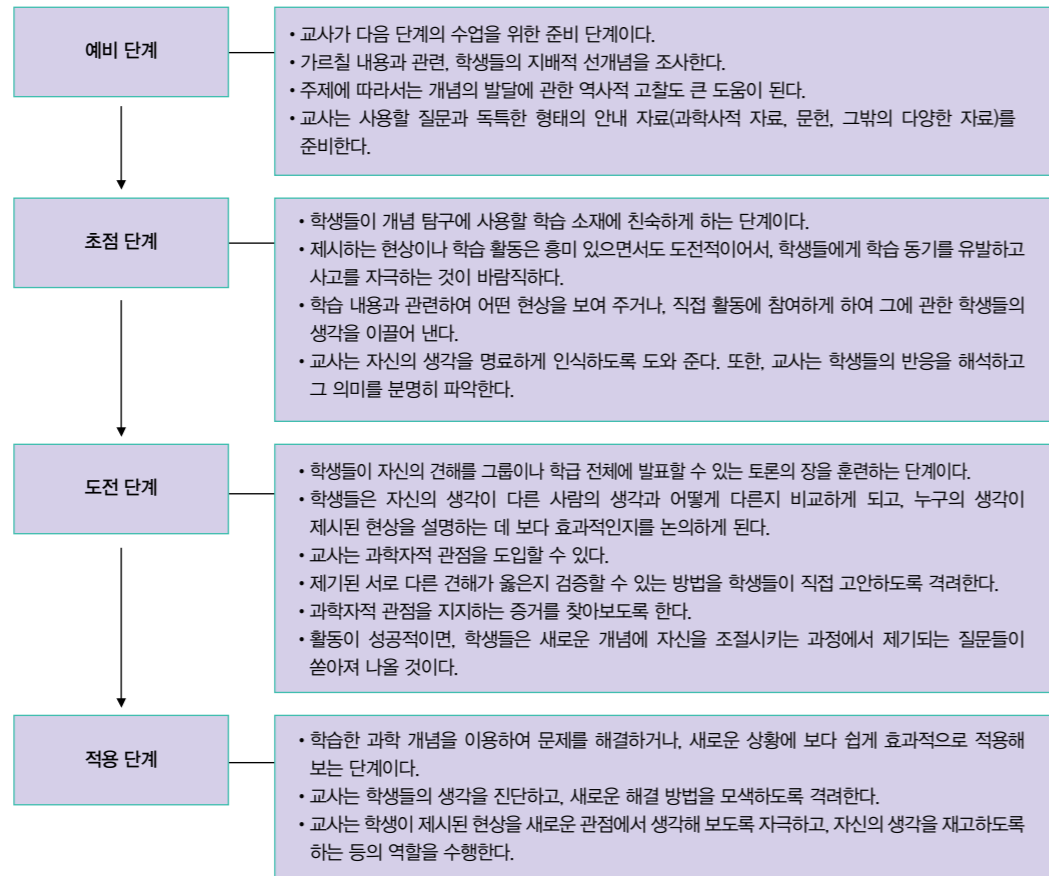 예비 단계
• 교사가 다음 단계의 수업을 위한 준비 단계이다.
• 가르칠 내용과 관련, 학생들의 지배적 선개념을 조사한다.
• 주제에 따라서는 개념의 발달에 관한 역사적 고찰도 큰 도움이 된다.
• 교사는 사용할 질문과 독특한 형태의 안내 자료(과학사적 자료, 문헌, 그밖의 다양한 자료)를
준비한다.
초점 단계
• 학생들이 개념 탐구에 사용할 학습 소재에 친숙하게 하는 단계이다.
• 제시하는 현상이나 학습 활동은 흥미 있으면서도 도전적이어서, 학생들에게 학습 동기를 유발하고
사고를 자극하는 것이 바람직하다.
• 학습 내용과 관련하여 어떤 현상을 보여 주거나, 직접 활동에 참여하게 하여 그에 관한 학생들의
생각을 이끌어 낸다.
• 교사는 자신의 생각을 명료하게 인식하도록 도와 준다. 또한, 교사는 학생들의 반응을 해석하고
그 의미를 분명히 파악한다.
도전 단계
• 학생들이 자신의 견해를 그룹이나 학급 전체에 발표할 수 있는 토론의 장을 훈련하는 단계이다.
• 학생들은 자신의 생각이 다른 사람의 생각과 어떻게 다른지 비교하게 되고, 누구의 생각이
제시된 현상을 설명하는 데 보다 효과적인지를 논의하게 된다.
• 교사는 과학자적 관점을 도입할 수 있다.
• 제기된 서로 다른 견해가 옳은지 검증할 수 있는 방법을 학생들이 직접 고안하도록 격려한다.
• 과학자적 관점을 지지하는 증거를 찾아보도록 한다.
• 활동이 성공적이면, 학생들은 새로운 개념에 자신을 조절시키는 과정에서 제기되는 질문들이
쏟아져 나올 것이다.
적용 단계
• 학습한 과학 개념을 이용하여 문제를 해결하거나, 새로운 상황에 보다 쉽게 효과적으로 적용해
보는 단계이다.
• 교사는 학생들의 생각을 진단하고, 새로운 해결 방법을 모색하도록 격려한다.
• 교사는 학생이 제시된 현상을 새로운 관점에서 생각해 보도록 자극하고, 자신의 생각을 재고하도록
하는 등의 역할을 수행한다.